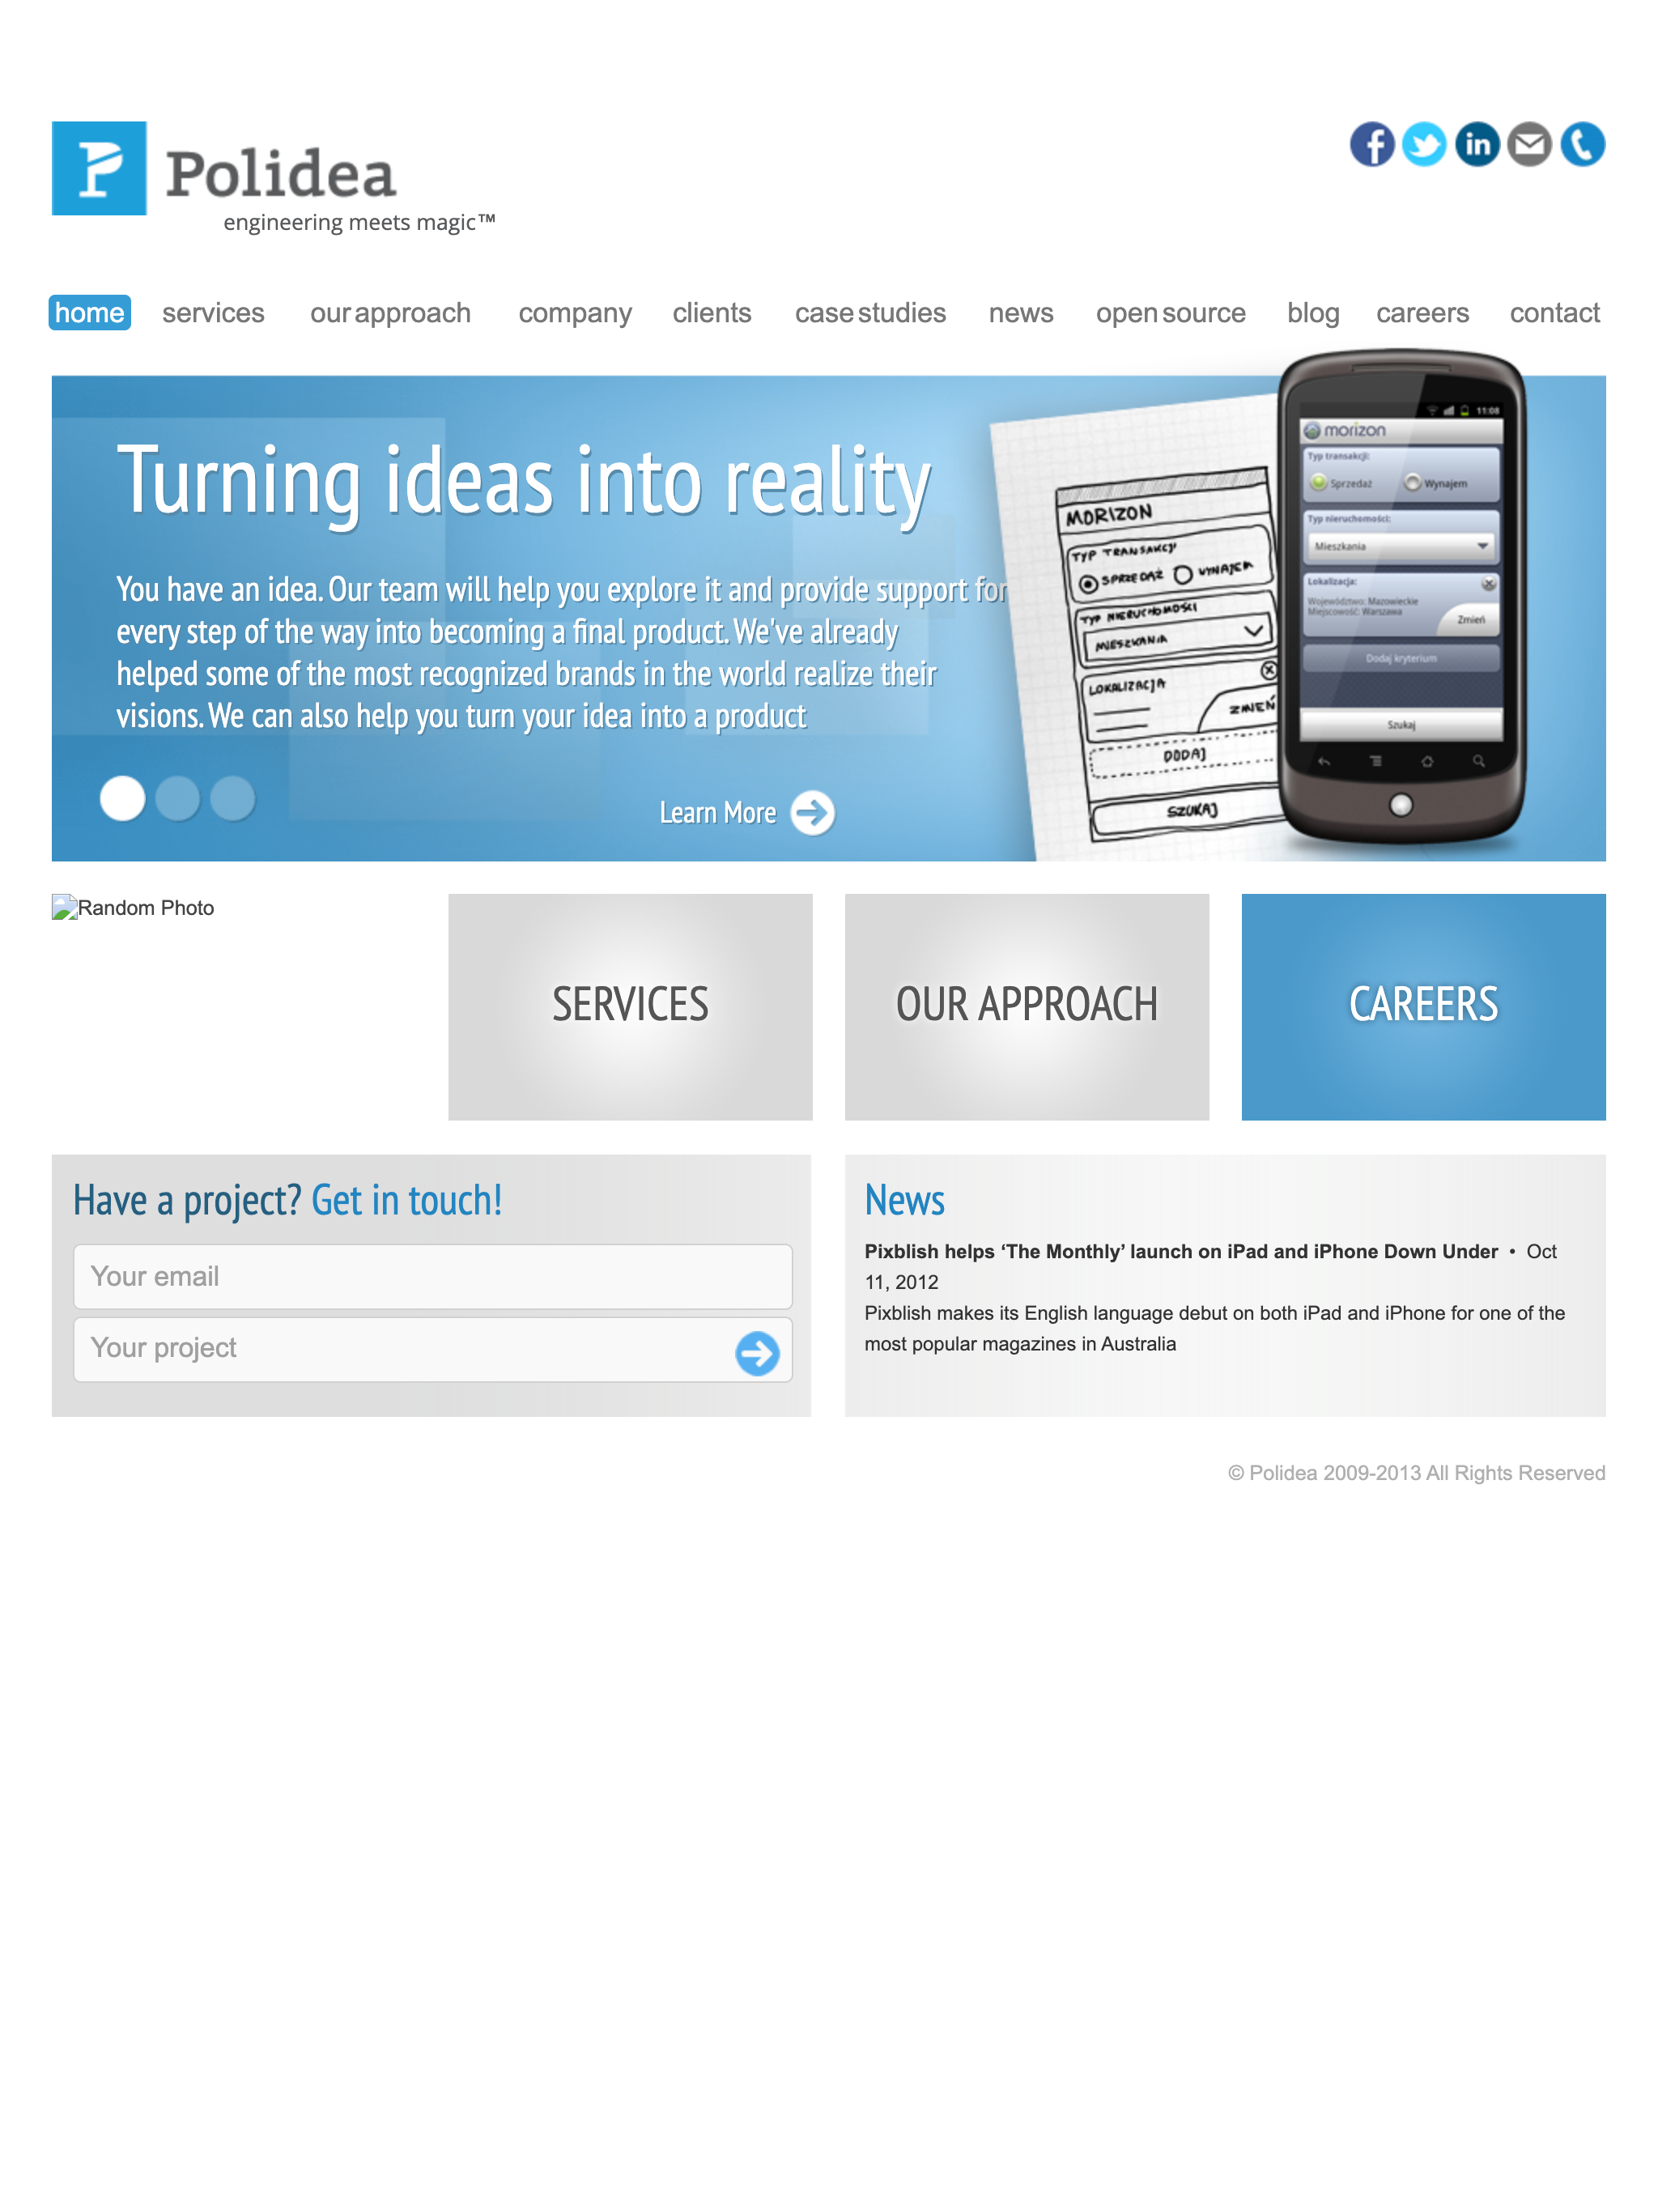 Polidea
engineering meets magic™
home services our approach company clients case studies news open source blog careers contact
Turning ideas into reality
You have an idea. Our team will help you explore it and provide support for
every step of the way into becoming a final product. We've already
helped some of the most recognized brands in the world realize their
visions. We can also help you turn your idea into a product
Learn More
MORIZON
TYP TRANSAKCJI
SPRZEDAŻ WYNAJEM
TYP NIERUCHOMOŚCI
MIESZKANIA
LOKALIZACJA
ZMIEŃ
DODAJ
SZUKAJ
11:08
morizon
Typ transakcji:
Sprzedaż Wynajem
Typ nieruchomości:
Mieszkania
Lokalizacja:
Województwo: Mazowieckie
Miejscowość: Warszawa
Zmień
Dodaj kryterium
Szukaj
Random Photo
SERVICES
OUR APPROACH
CAREERS
Have a project? Get in touch!
Your email
Your project
News
Pixblish helps ‘The Monthly’ launch on iPad and iPhone Down Under • Oct
11, 2012
Pixblish makes its English language debut on both iPad and iPhone for one of the
most popular magazines in Australia
© Polidea 2009-2013 All Rights Reserved